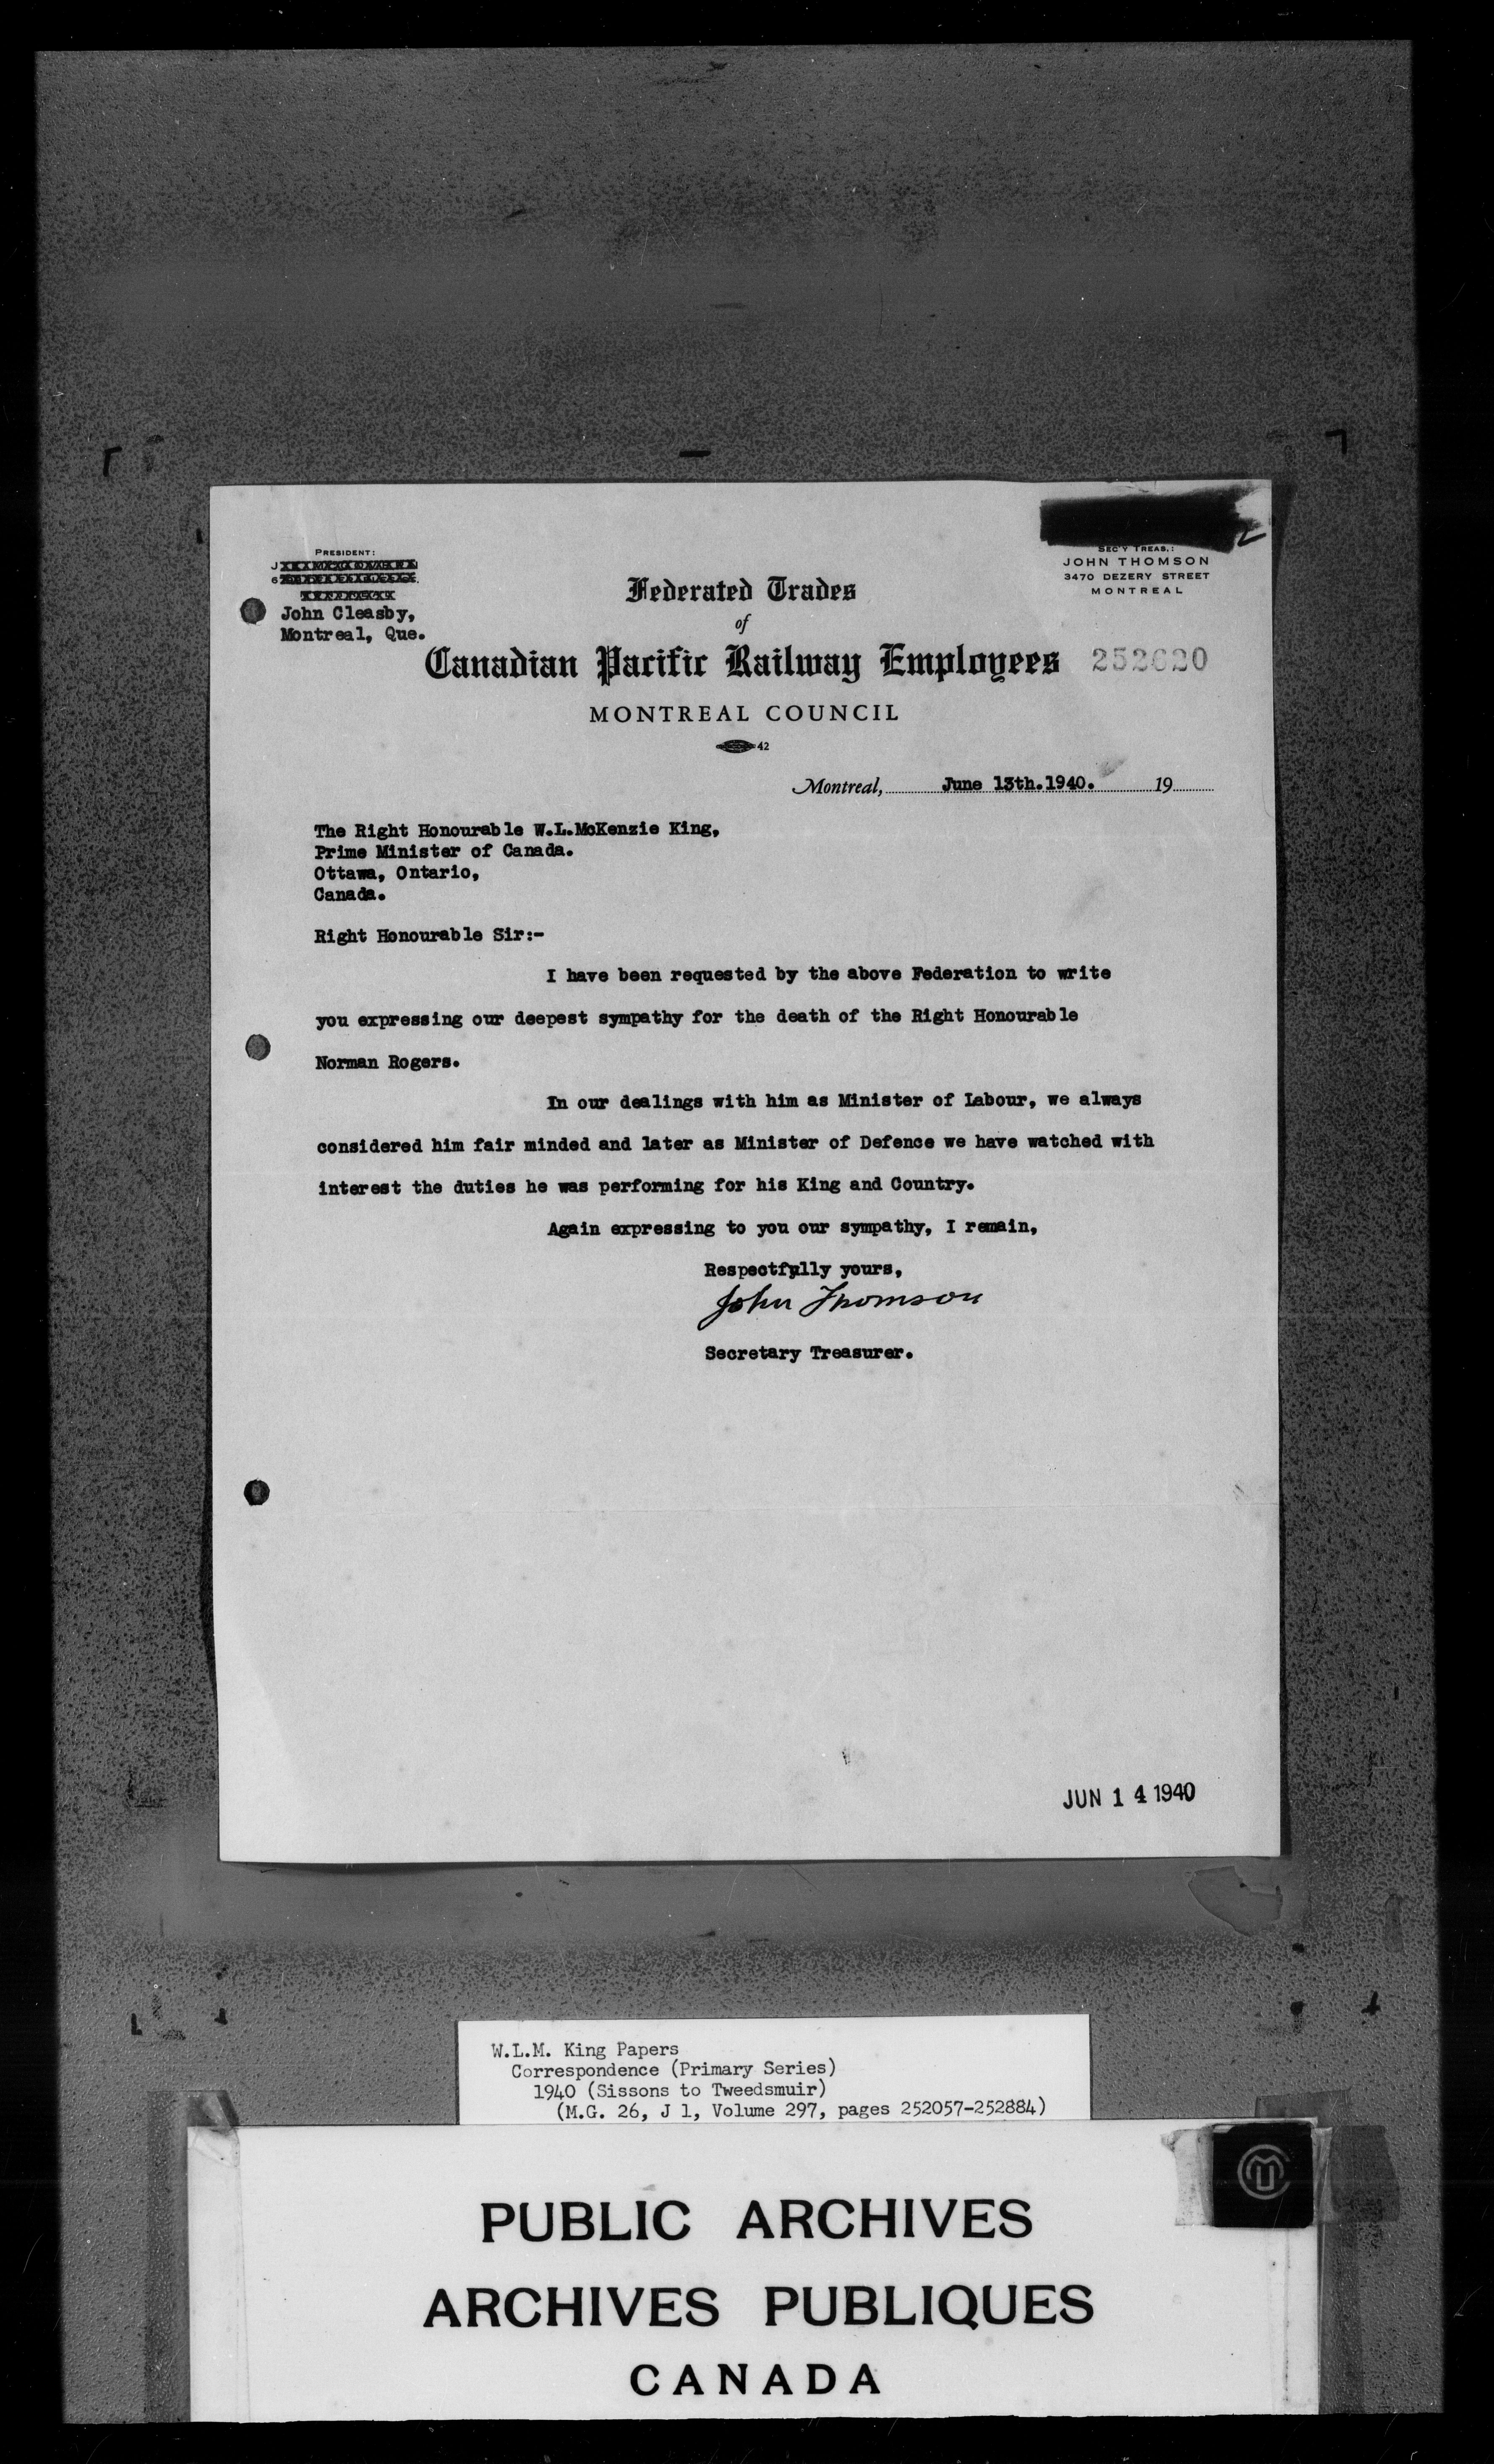 PRESIDENT:
John Cleasby,
Montreal, Que.
SEC'Y TREAS.:
JOHN THOMSON
3470 DEZERY STREET
MONTREAL
Federated Trades
of
Canadian Pacific Railway Employees
252620
MONTREAL COUNCIL
42
Montreal, June 13th.1940. 19
The Right Honourable W.L.McKenzie King,
Prime Minister of Canada.
Ottawa, Ontario,
Canada.
Right Honourable Sir:-
I have been requested by the above Federation to write
you expressing our deepest sympathy for the death of the Right Honourable
Norman Rogers.
In our dealings with him as Minister of Labour, we always
considered him fair minded and later as Minister of Defence we have watched with
interest the duties he was performing for his King and Country.
Again expressing to you our sympathy, I remain,
Respectfully yours,
John Thomson
Secretary Treasurer.
JUN 14 1940
W.L.M. King Papers
Correspondence (Primary Series)
1940 (Sissons to Tweedsmuir)
(M.G. 26, J 1, Volume 297, pages 252057-252884)
PUBLIC ARCHIVES
ARCHIVES PUBLIQUES
CANADA